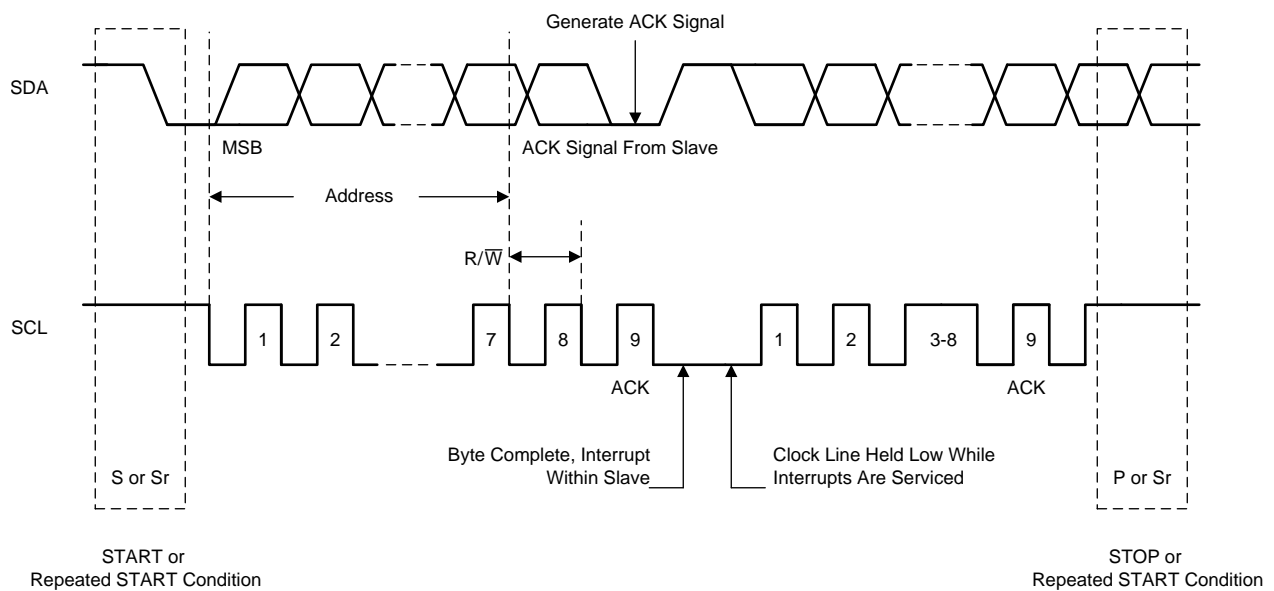 Generate ACK Signal
SDA
MSB
ACK Signal From Slave
Address
R/W̅
SCL
1
2
7
8
9
1
2
3-8
9
ACK
ACK
Byte Complete, Interrupt
Within Slave
Clock Line Held Low While
Interrupts Are Serviced
S or Sr
P or Sr
START or
Repeated START Condition
STOP or
Repeated START Condition